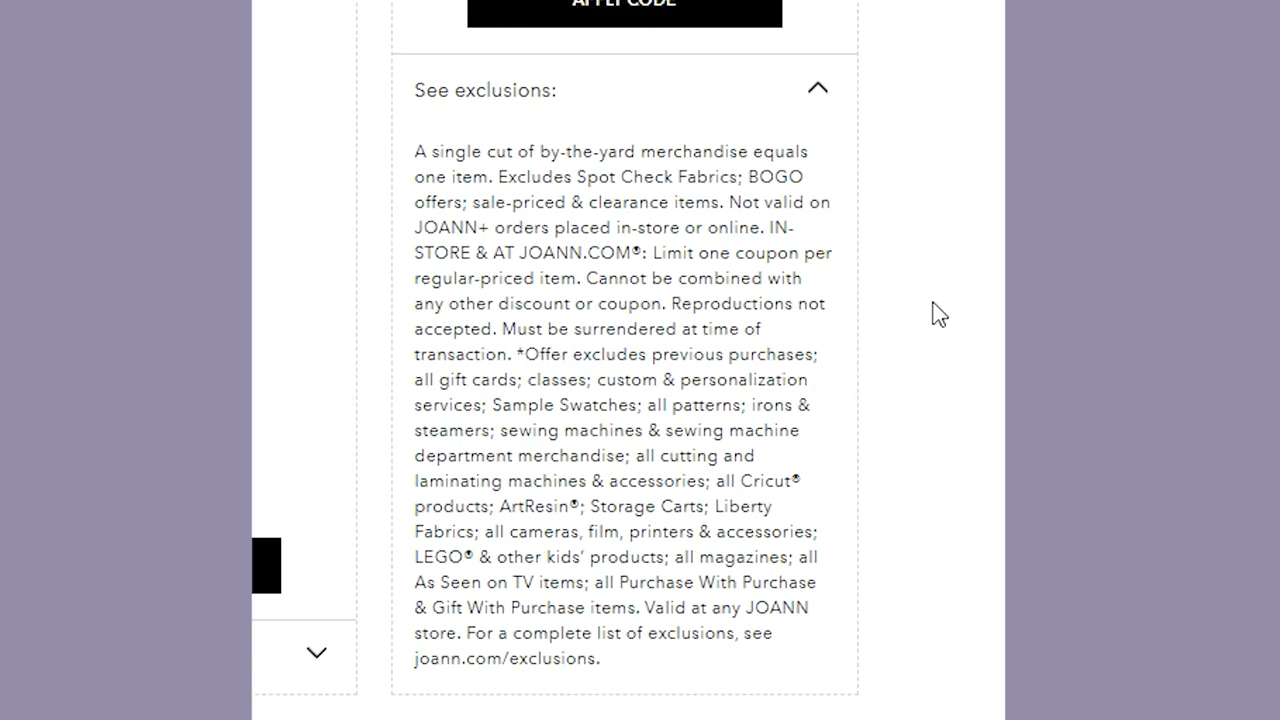 APPLY CODE
See exclusions:
A single cut of by-the-yard merchandise equals
one item. Excludes Spot Check Fabrics; BOGO
offers; sale-priced & clearance items. Not valid on
JOANN+ orders placed in-store or online. IN-
STORE & AT JOANN.COM®: Limit one coupon per
regular-priced item. Cannot be combined with
any other discount or coupon. Reproductions not
accepted. Must be surrendered at time of
transaction. *Offer excludes previous purchases;
all gift cards; classes; custom & personalization
services; Sample Swatches; all patterns; irons &
steamers; sewing machines & sewing machine
department merchandise; all cutting and
laminating machines & accessories; all Cricut®
products; ArtResin®; Storage Carts; Liberty
Fabrics; all cameras, film, printers & accessories;
LEGO® & other kids’ products; all magazines; all
As Seen on TV items; all Purchase With Purchase
& Gift With Purchase items. Valid at any JOANN
store. For a complete list of exclusions, see
joann.com/exclusions.